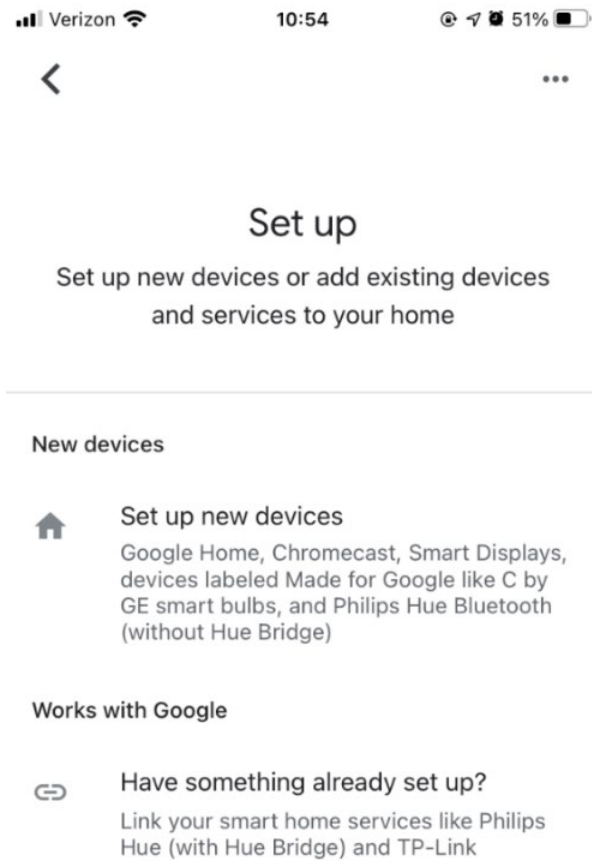 Verizon 10:54 51%
Set up
Set up new devices or add existing devices
and services to your home
New devices
Set up new devices
Google Home, Chromecast, Smart Displays,
devices labeled Made for Google like C by
GE smart bulbs, and Philips Hue Bluetooth
(without Hue Bridge)
Works with Google
Have something already set up?
Link your smart home services like Philips
Hue (with Hue Bridge) and TP-Link